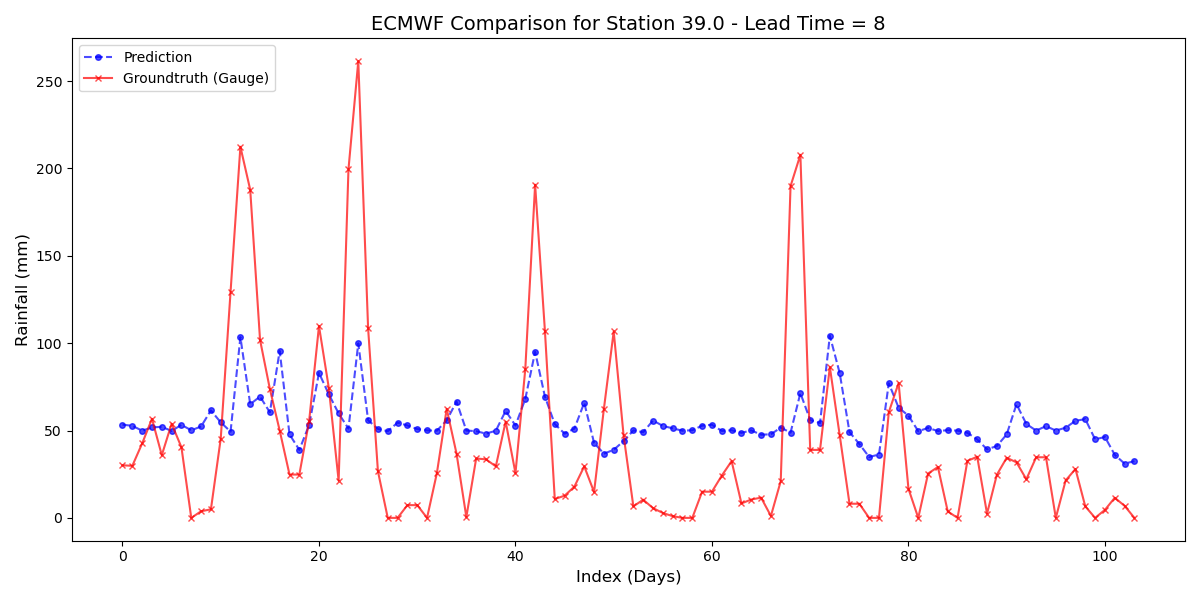 ECMWF Comparison for Station 39.0 - Lead Time = 8
Prediction
Groundtruth (Gauge)
Rainfall (mm)
250
200
150
100
50
0
0
20
40
60
80
100
Index (Days)